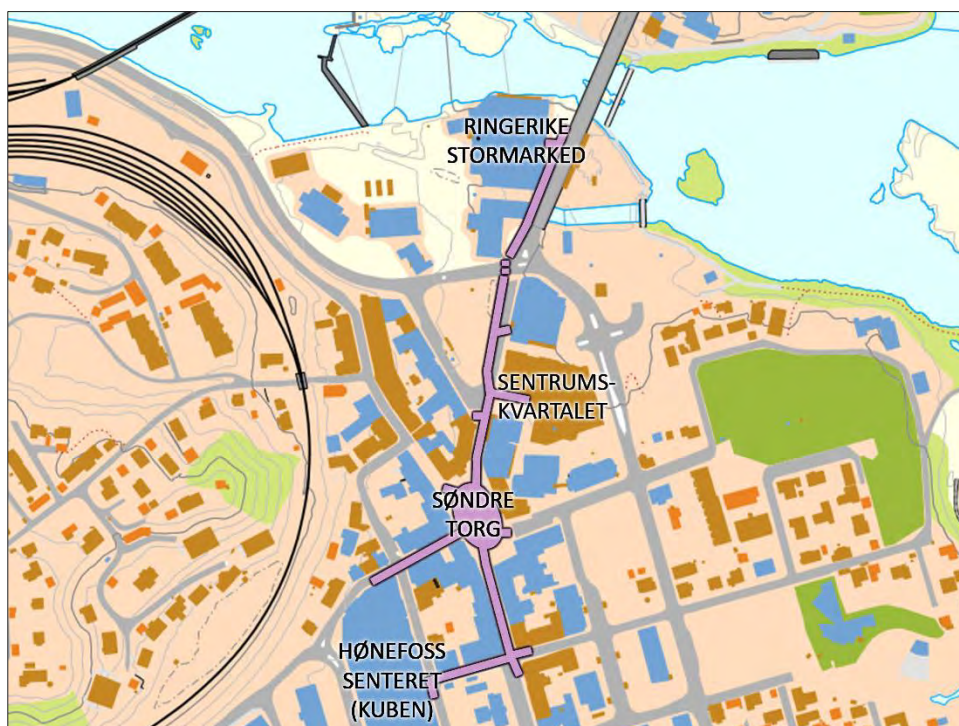 RINGERIKE
STORMARKED
SENTRUMS-
KVARTALET
SØNDRE
TORG
HØNEFOSS
SENTERET
(KUBEN)